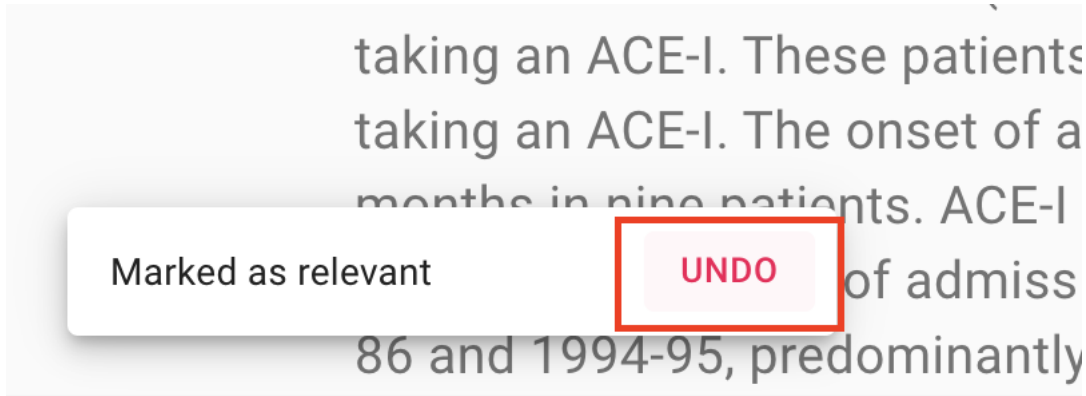 taking an ACE-I. These patients
taking an ACE-I. The onset of a
months in nine patients. ACE-I
Marked as relevant UNDO
of admiss
86 and 1994-95, predominantly